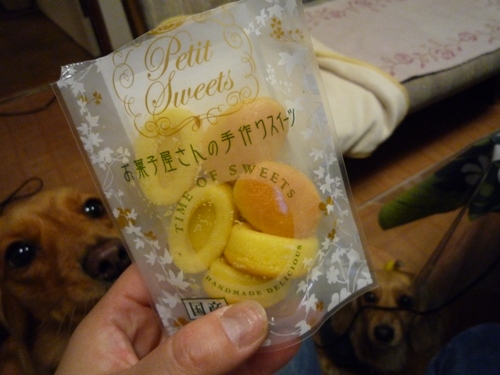 Petit
Sweets
お菓子屋さんの手作りスイーツ
TIME OF SWEETS
HANDMADE DELICIOUS
国産